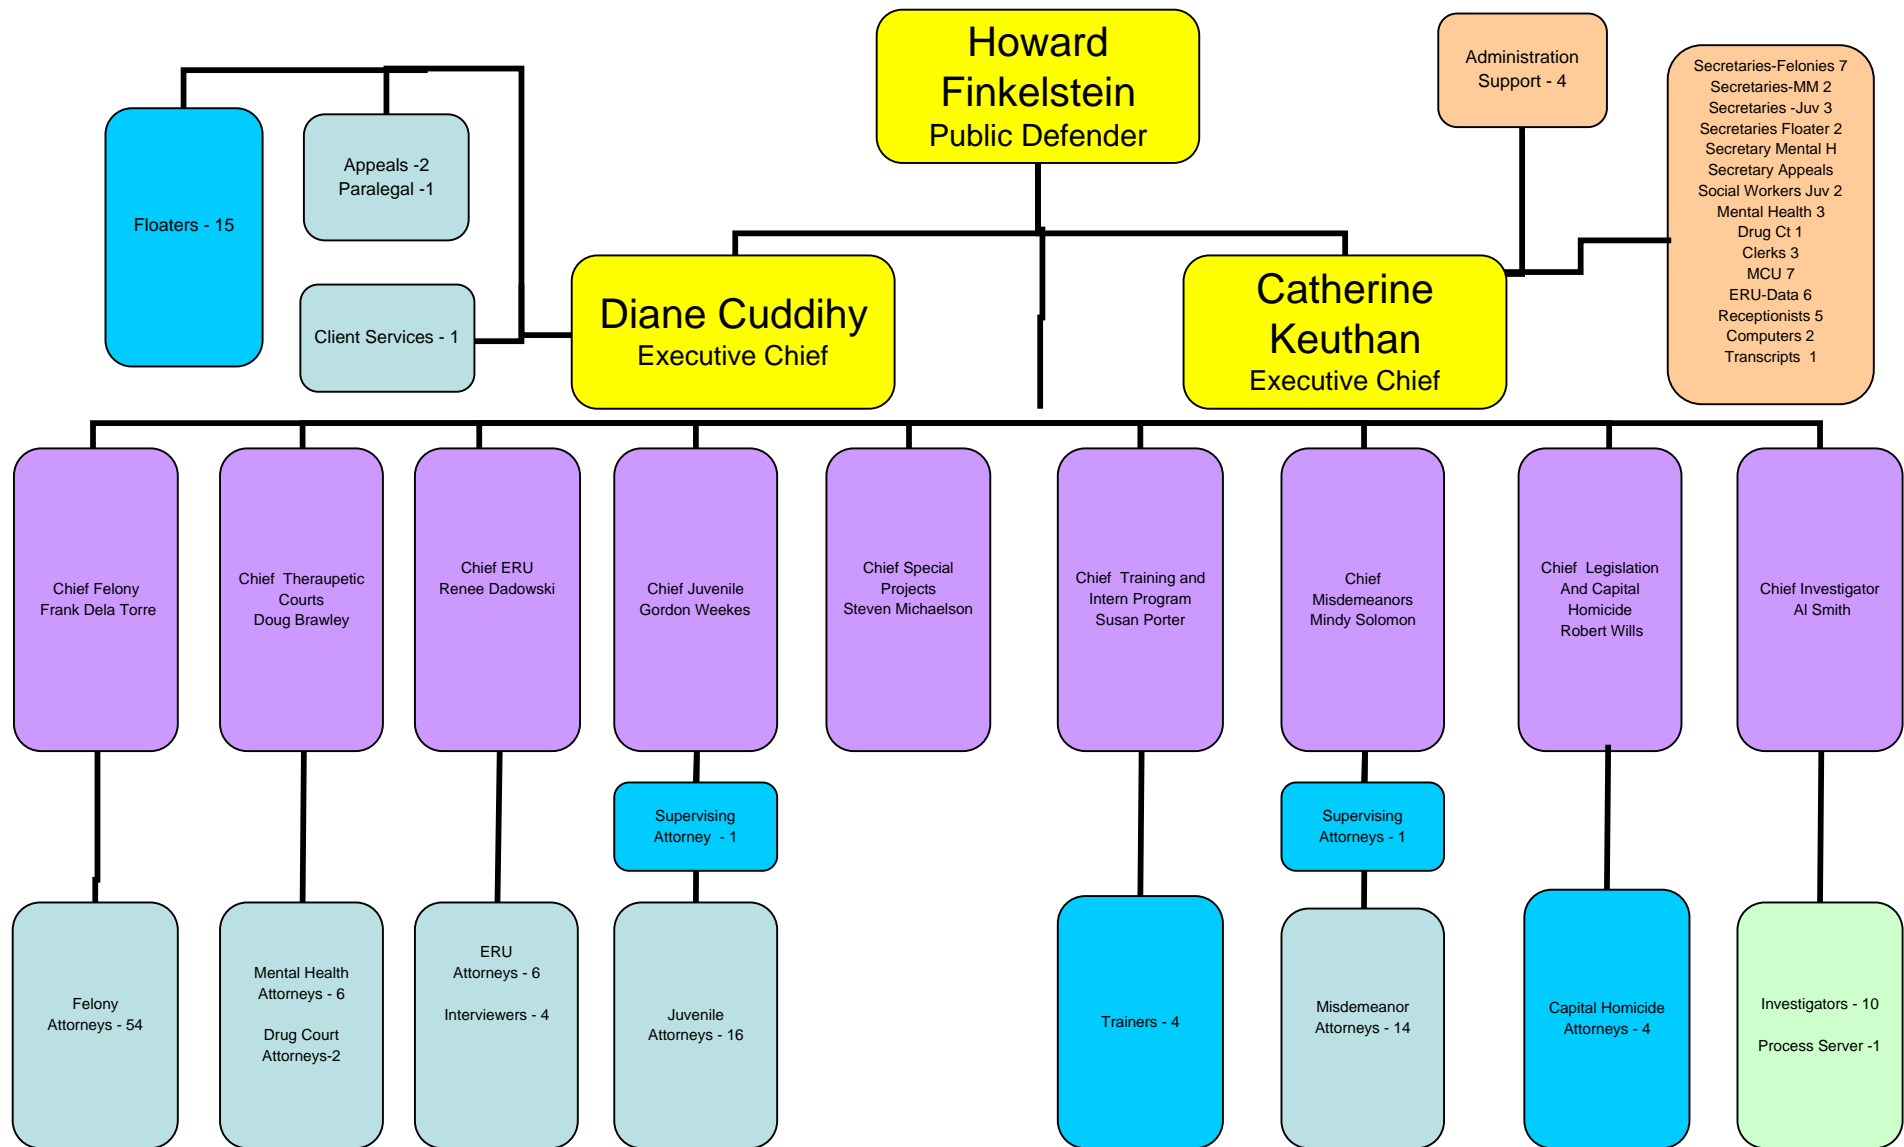 Howard
Finkelstein
Public Defender
Administration
Support - 4
Secretaries-Felonies 7
Secretaries-MM 2
Secretaries -Juv 3
Secretaries Floater 2
Secretary Mental H
Secretary Appeals
Social Workers Juv 2
Mental Health 3
Drug Ct 1
Clerks 3
MCU 7
ERU-Data 6
Receptionists 5
Computers 2
Transcripts 1
Floaters - 15
Appeals -2
Paralegal -1
Client Services - 1
Diane Cuddihy
Executive Chief
Catherine
Keuthan
Executive Chief
Chief Felony
Frank Dela Torre
Chief Theraupetic
Courts
Doug Brawley
Chief ERU
Renee Dadowski
Chief Juvenile
Gordon Weekes
Chief Special
Projects
Steven Michaelson
Chief Training and
Intern Program
Susan Porter
Chief
Misdemeanors
Mindy Solomon
Chief Legislation
And Capital
Homicide
Robert Wills
Chief Investigator
Al Smith
Supervising
Attorney - 1
Supervising
Attorneys - 1
Felony
Attorneys - 54
Mental Health
Attorneys - 6
Drug Court
Attorneys-2
ERU
Attorneys - 6
Interviewers - 4
Juvenile
Attorneys - 16
Trainers - 4
Misdemeanor
Attorneys - 14
Capital Homicide
Attorneys - 4
Investigators - 10
Process Server -1